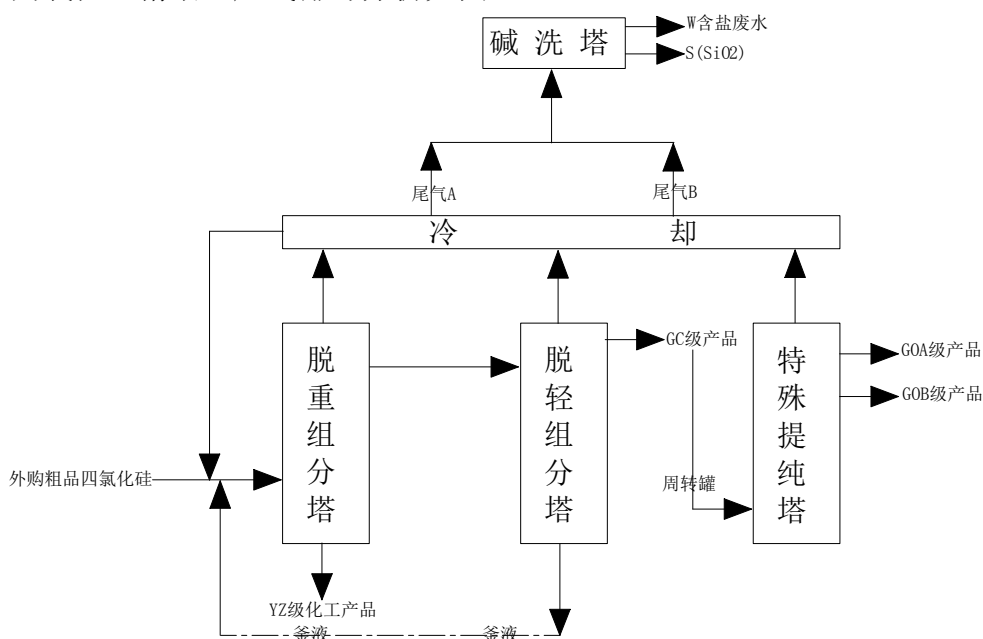 W含盐废水
碱洗塔
S(SiO2)
尾气A
尾气B
冷却
脱重组分塔
脱轻组分塔
特殊提纯塔
GC级产品
GOA级产品
GOB级产品
外购粗品四氯化硅
周转罐
YZ级化工产品
釜液
釜液